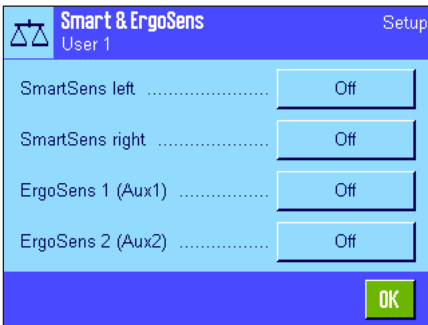 Smart & ErgoSens Setup
User 1
SmartSens left ...................... Off
SmartSens right .................... Off
ErgoSens 1 (Aux1) ................ Off
ErgoSens 2 (Aux2) ................ Off
OK